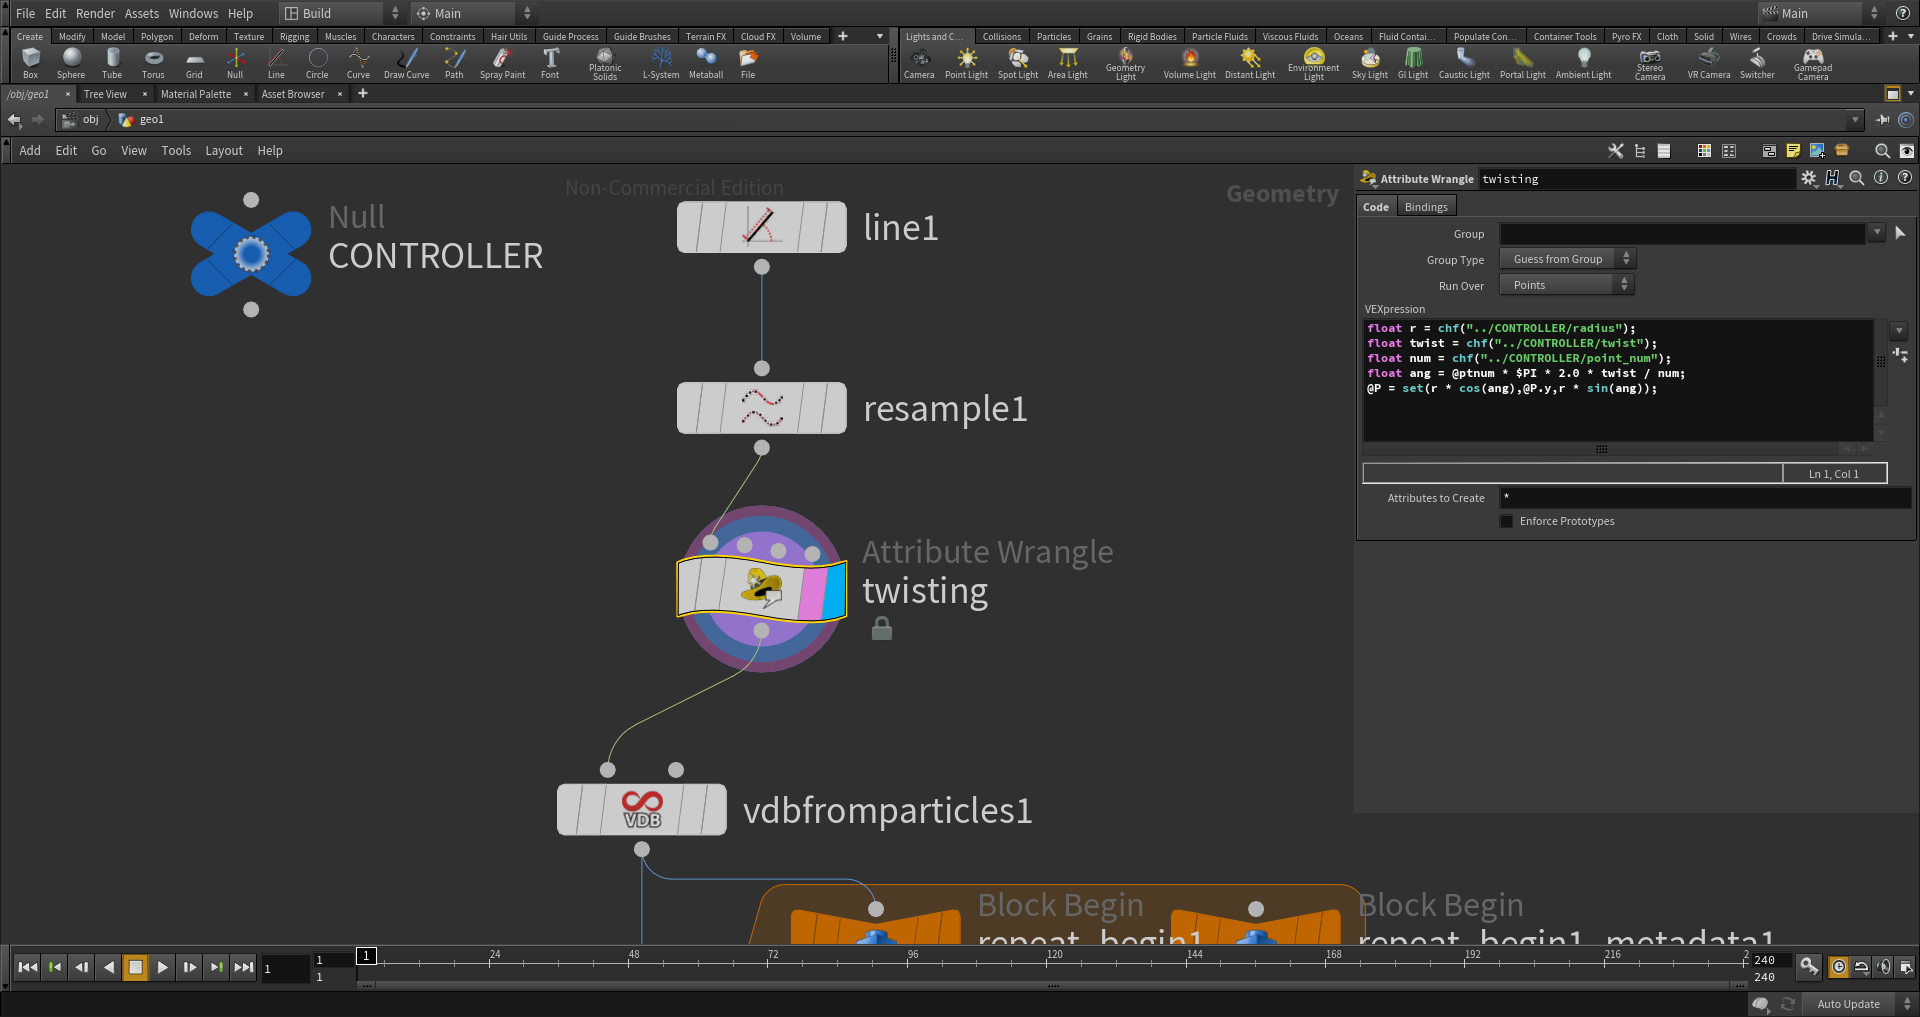 File Edit Render Assets Windows Help Build Main Main
Create Modify Model Polygon Deform Texture Rigging Muscles Characters Constraints Hair Utils Guide Process Guide Brushes Terrain FX Cloud FX Volume
Lights and C... Collisions Particles Grains Rigid Bodies Particle Fluids Viscous Fluids Oceans Fluid Contai... Populate Con... Container Tools Pyro FX Cloth Solid Wires Crowds Drive Simula...
Box Sphere Tube Torus Grid Null Line Circle Curve Draw Curve Path Spray Paint Font Platonic Solids L-System Metaball File
Camera Point Light Spot Light Area Light Geometry Light Volume Light Distant Light Environment Light Sky Light GI Light Caustic Light Portal Light Ambient Light Stereo Camera VR Camera Switcher Gamepad Camera
/obj/geo1 Tree View Material Palette Asset Browser
obj geo1
Add Edit Go View Tools Layout Help
Non-Commercial Edition
Geometry
Null
CONTROLLER
line1
resample1
Attribute Wrangle
twisting
VDB
vdbfromparticles1
Block Begin
repeat_begin1
Block Begin
repeat_begin1_metadata1
Attribute Wrangle twisting
Code Bindings
Group
Group Type Guess from Group
Run Over Points
VEXpression
float r = chf("../CONTROLLER/radius");
float twist = chf("../CONTROLLER/twist");
float num = chf("../CONTROLLER/point_num");
float ang = @ptnum * $PI * 2.0 * twist / num;
@P = set(r * cos(ang),@P.y,r * sin(ang));
Ln 1, Col 1
Attributes to Create *
Enforce Prototypes
1 1 1 1 24 48 72 96 120 144 168 192 216 2 240
240
Auto Update